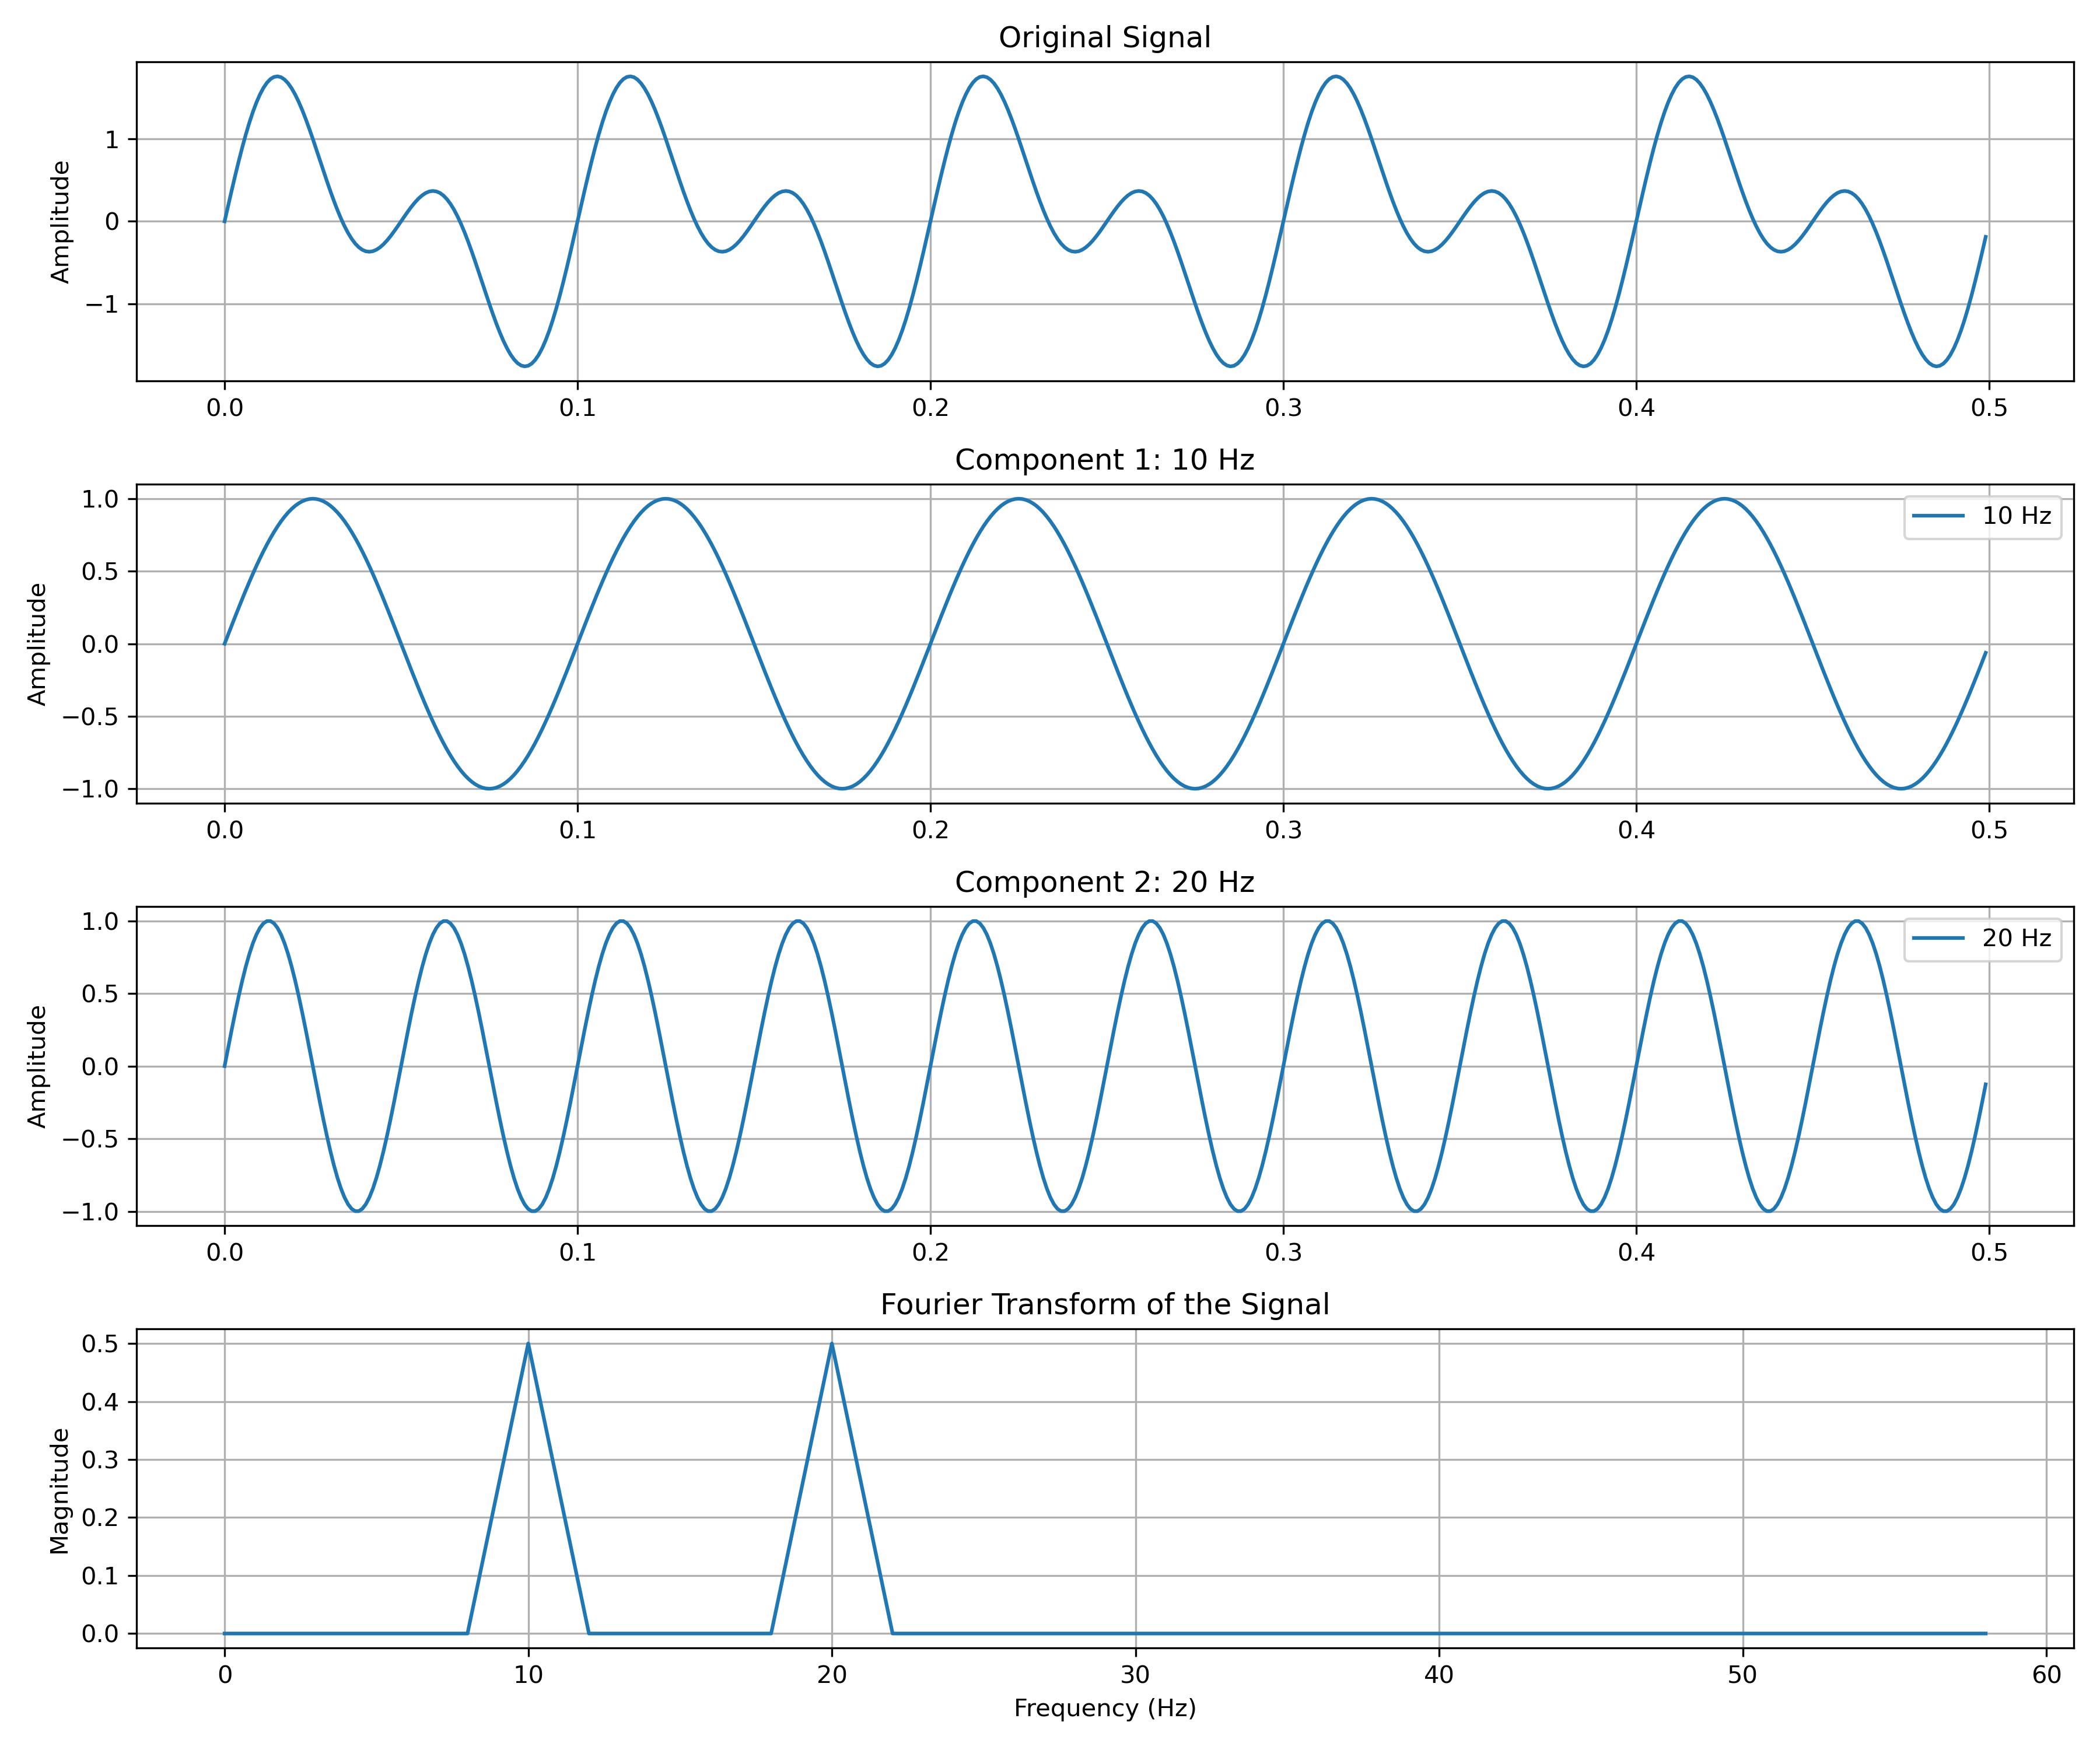 Original Signal
Amplitude
1
0
−1
0.0 0.1 0.2 0.3 0.4 0.5
Component 1: 10 Hz
Amplitude
1.0
0.5
0.0
−0.5
−1.0
10 Hz
0.0 0.1 0.2 0.3 0.4 0.5
Component 2: 20 Hz
Amplitude
1.0
0.5
0.0
−0.5
−1.0
20 Hz
0.0 0.1 0.2 0.3 0.4 0.5
Fourier Transform of the Signal
Magnitude
0.5
0.4
0.3
0.2
0.1
0.0
0 10 20 30 40 50 60
Frequency (Hz)